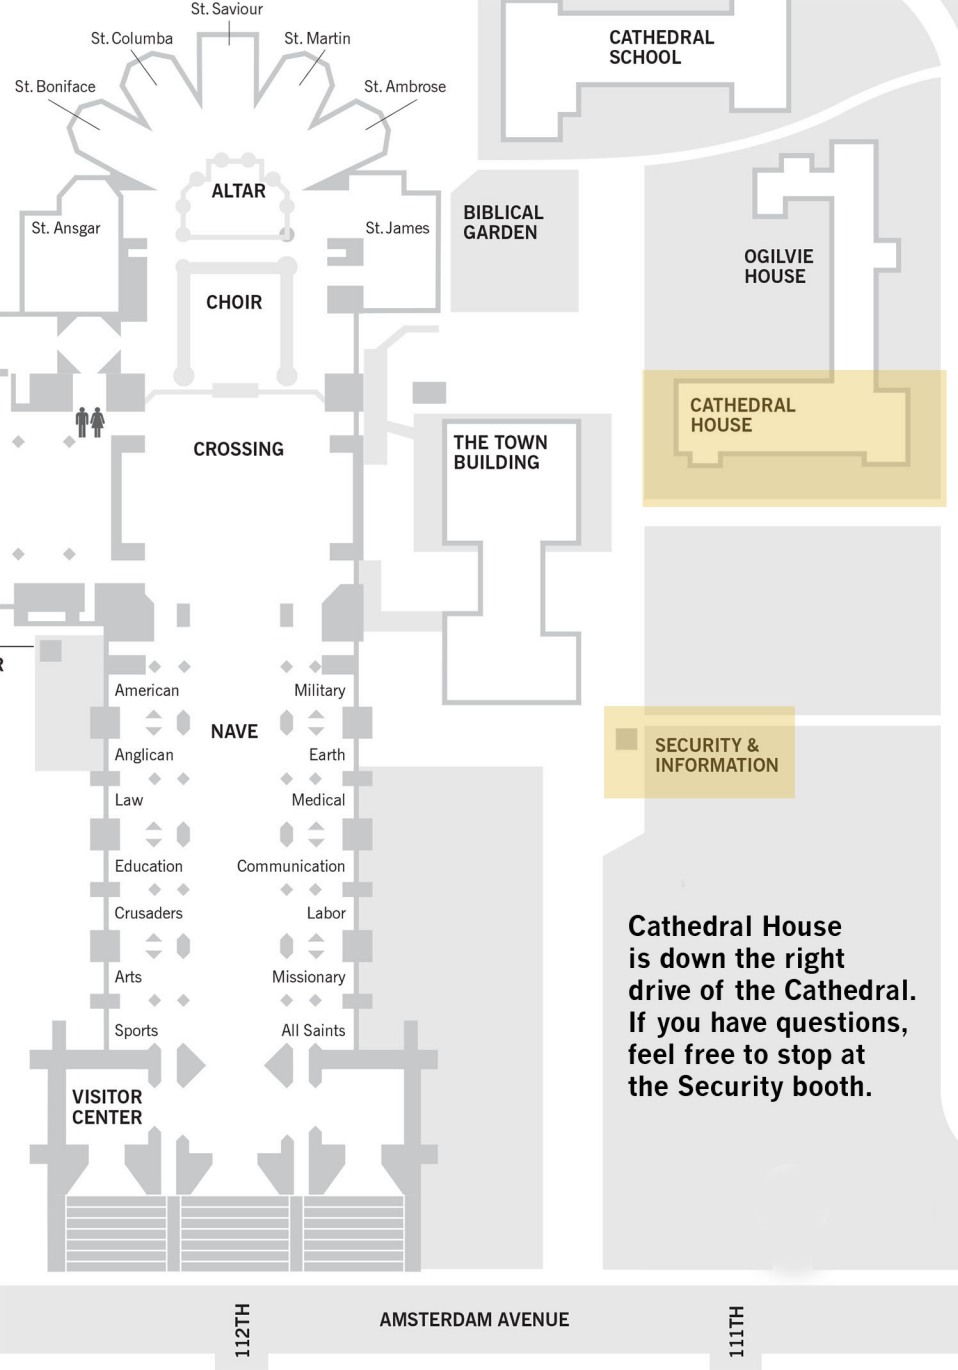 St. Saviour
St. Columba
St. Martin
St. Boniface
St. Ambrose
CATHEDRAL
SCHOOL
ALTAR
St. Ansgar
St. James
BIBLICAL
GARDEN
OGILVIE
HOUSE
CHOIR
CATHEDRAL
HOUSE
CROSSING
THE TOWN
BUILDING
R
American
Military
NAVE
Anglican
Earth
SECURITY &
INFORMATION
Law
Medical
Education
Communication
Crusaders
Labor
Arts
Missionary
Sports
All Saints
Cathedral House
is down the right
drive of the Cathedral.
If you have questions,
feel free to stop at
the Security booth.
VISITOR
CENTER
AMSTERDAM AVENUE
112TH
111TH